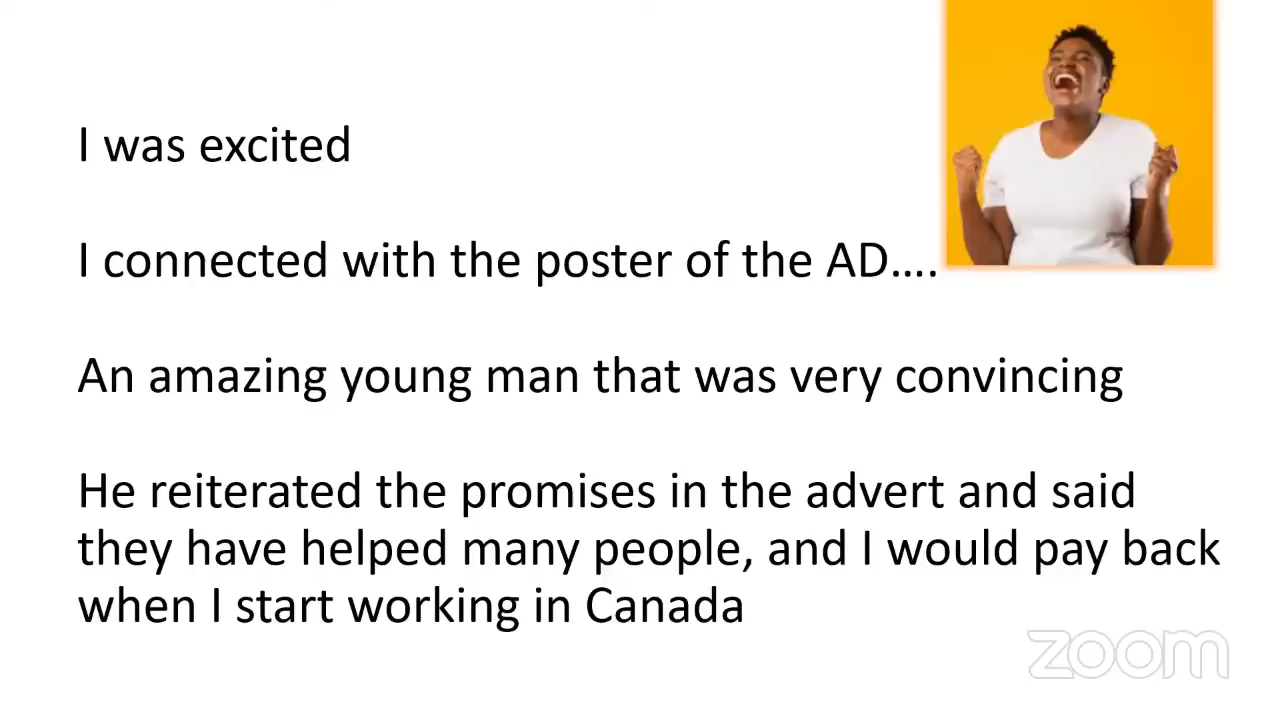 I was excited
I connected with the poster of the AD....
An amazing young man that was very convincing
He reiterated the promises in the advert and said
they have helped many people, and I would pay back
when I start working in Canada
zoom